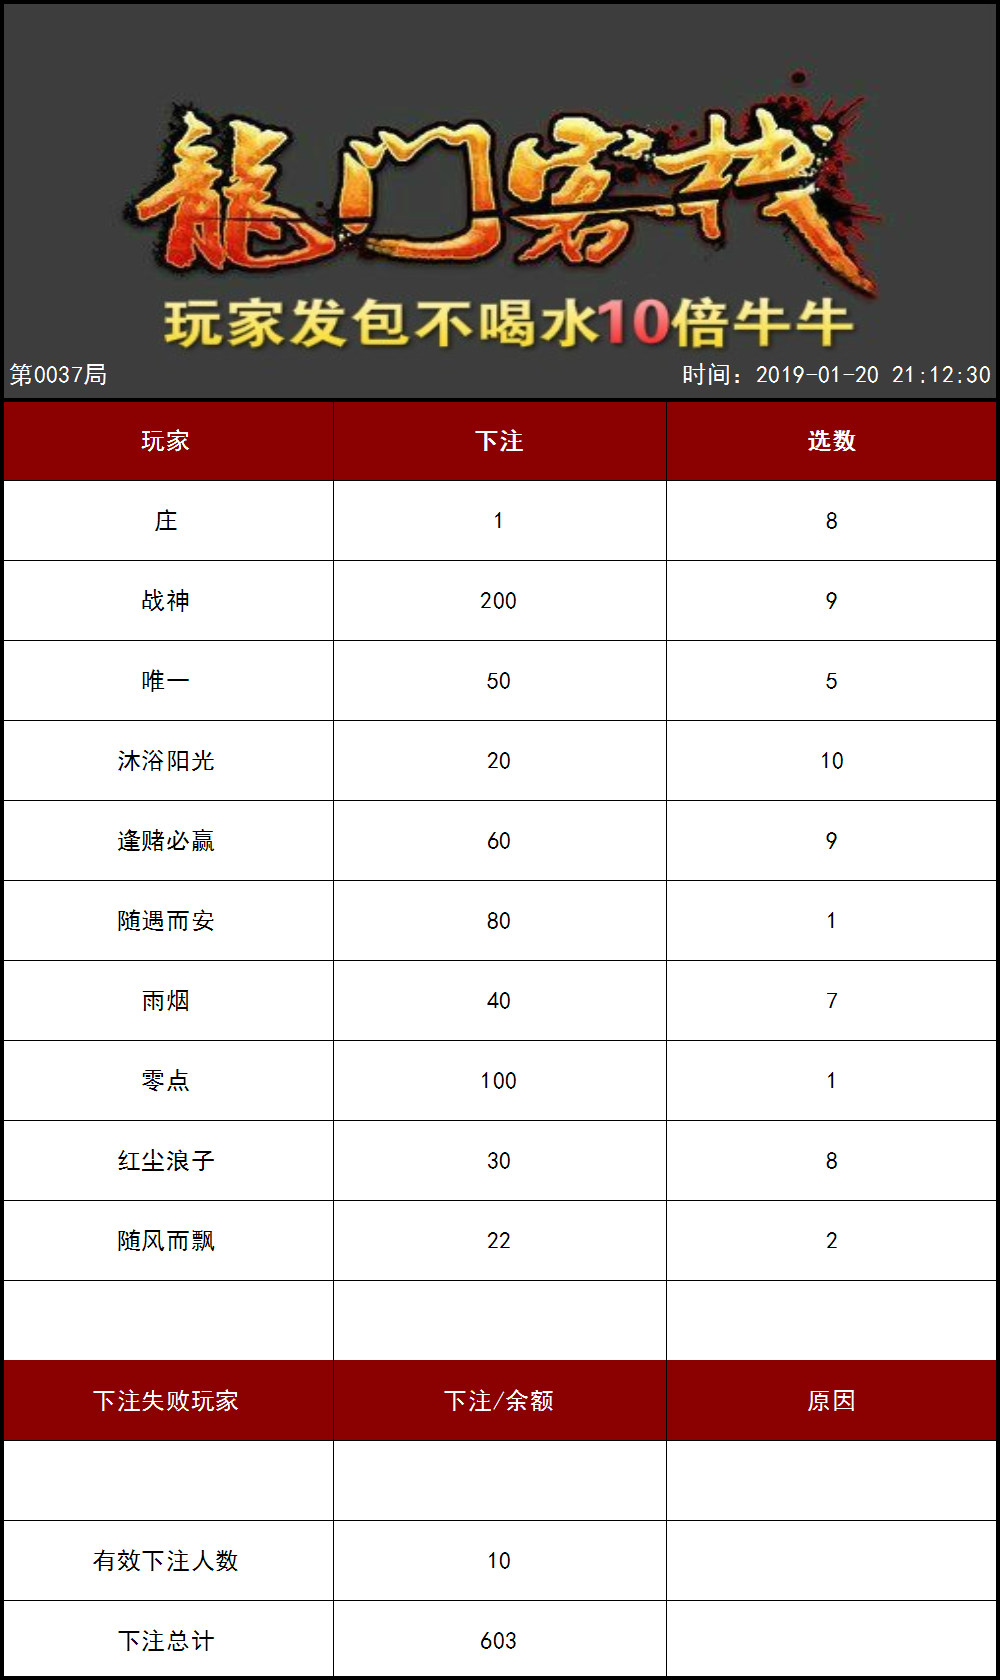 龍门客栈
玩家发包不喝水10倍牛牛
第0037局 时间：2019-01-20 21:12:30
玩家 下注 选数
庄 1 8
战神 200 9
唯一 50 5
沐浴阳光 20 10
逢赌必赢 60 9
随遇而安 80 1
雨烟 40 7
零点 100 1
红尘浪子 30 8
随风而飘 22 2
下注失败玩家 下注/余额 原因
有效下注人数 10
下注总计 603